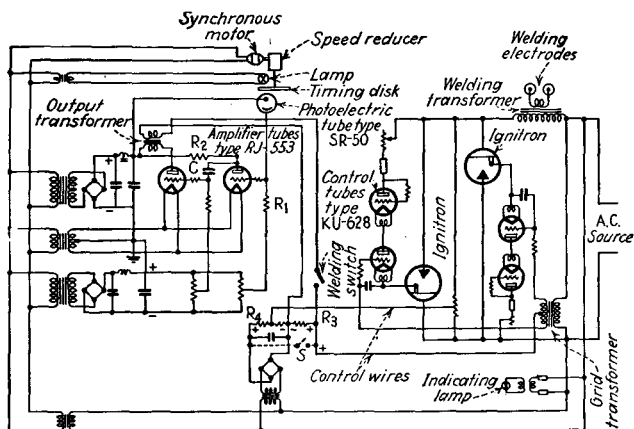 Synchronous
motor
Speed reducer
Lamp
Timing disk
Photoelectric
tube type
SR-50
Output
transformer
Amplifier tubes
type RJ-553
R2
C
R1
Welding
electrodes
Welding
transformer
Ignitron
Control
tubes
type
KU-628
Ignitron
A.C.
Source
Welding
switch
R4
R3
+
-
-
+
S
Control wires
Indicating
lamp
Grid
transformer
+
-
+
-